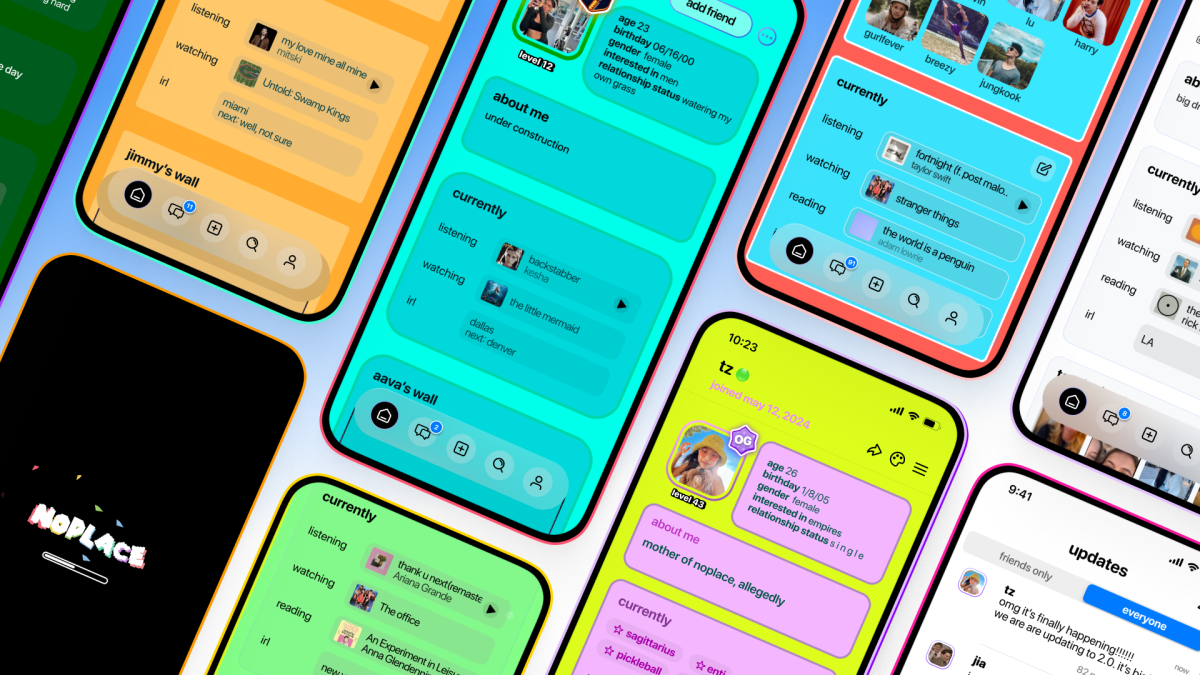 ng hard
e day
listening
my love mine all mine
mitski
watching
Untold: Swamp Kings
irl
miami
next: well, not sure
jimmy's wall
11
NOPLACE
add friend
level 12
age 23
birthday 06/16/00
gender female
interested in men
relationship status watering my
own grass
about me
under construction
currently
listening
backstabber
kesha
watching
the little mermaid
irl
dallas
next: denver
aava's wall
2
currently
listening
thank u next(remaste
Ariana Grande
watching
The office
reading
An Experiment in Leisu
Anna Glendennin
irl
gurlfever
breezy
lu
jungkook
harry
currently
listening
fortnight (f. post malo..
taylor swift
watching
stranger things
reading
the world is a penguin
adam lowrie
91
10:23
tz
joined may 12, 2024
OG
level 43
age 26
birthday 1/8/05
gender female
interested in empires
relationship status single
about me
mother of noplace, allegedly
currently
sagittarius
pickleball
enti
ab
big dr
currently
listening
watching
reading
the
rick
irl
LA
8
9:41
updates
friends only
everyone
tz
now
omg it's finally happening!!!!!!
we are are updating to 2.0. it's bi
jia